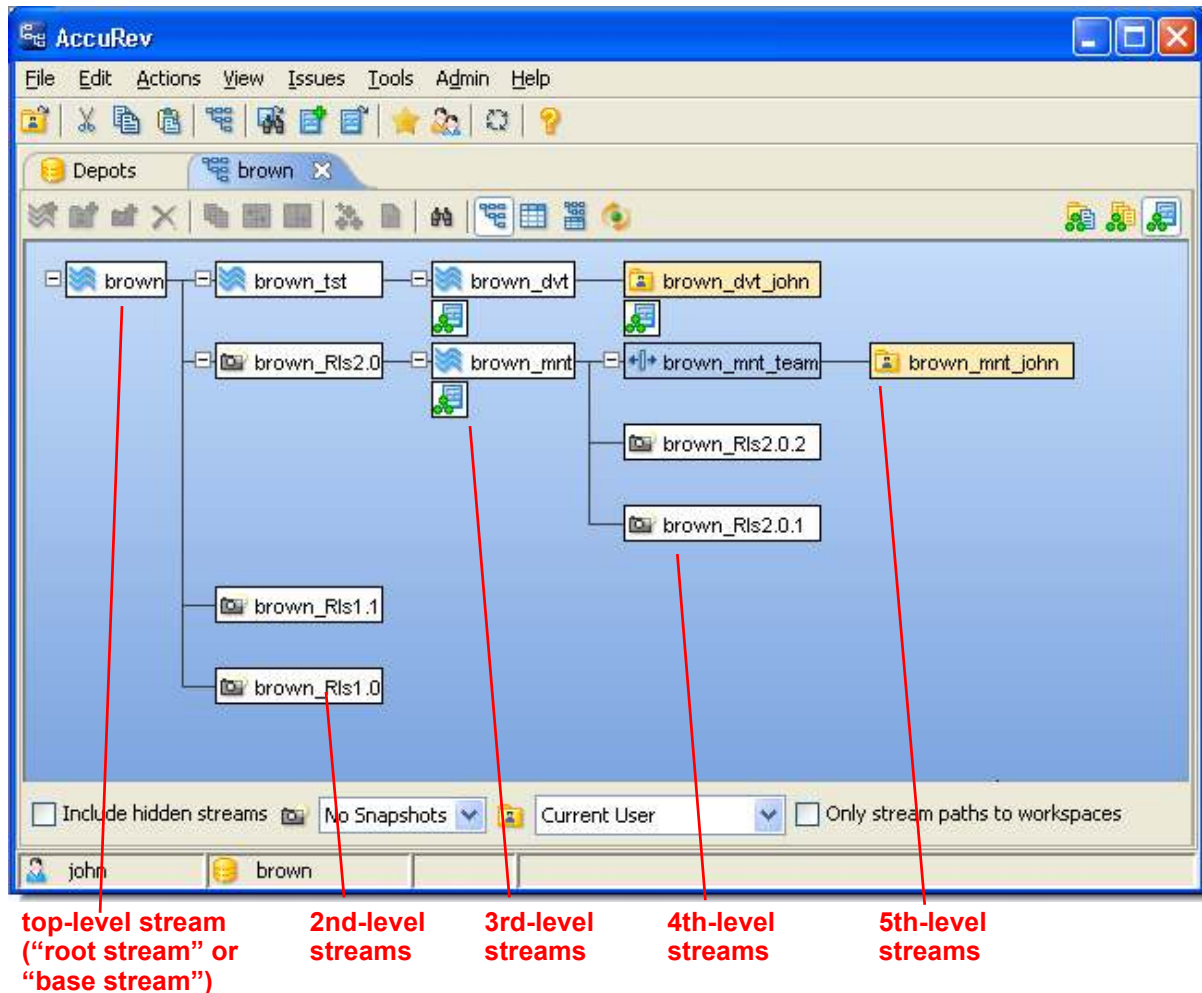 AccuRev
File Edit Actions View Issues Tools Admin Help
Depots brown
brown brown_tst brown_dvt brown_dvt_john
brown_Rls2.0 brown_mnt brown_mnt_team brown_mnt_john
brown_Rls2.0.2
brown_Rls2.0.1
brown_Rls1.1
brown_Rls1.0
Include hidden streams No Snapshots Current User Only stream paths to workspaces
john brown
top-level stream 2nd-level 3rd-level 4th-level 5th-level
(“root stream” or streams streams streams streams
“base stream”)